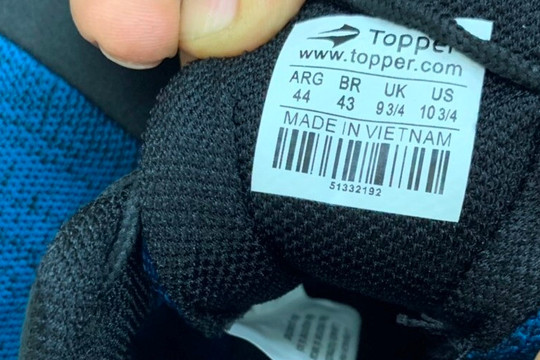 Topper
www.topper.com
ARG BR UK US
44 43 9 3/4 10 3/4
MADE IN VIETNAM
51332192